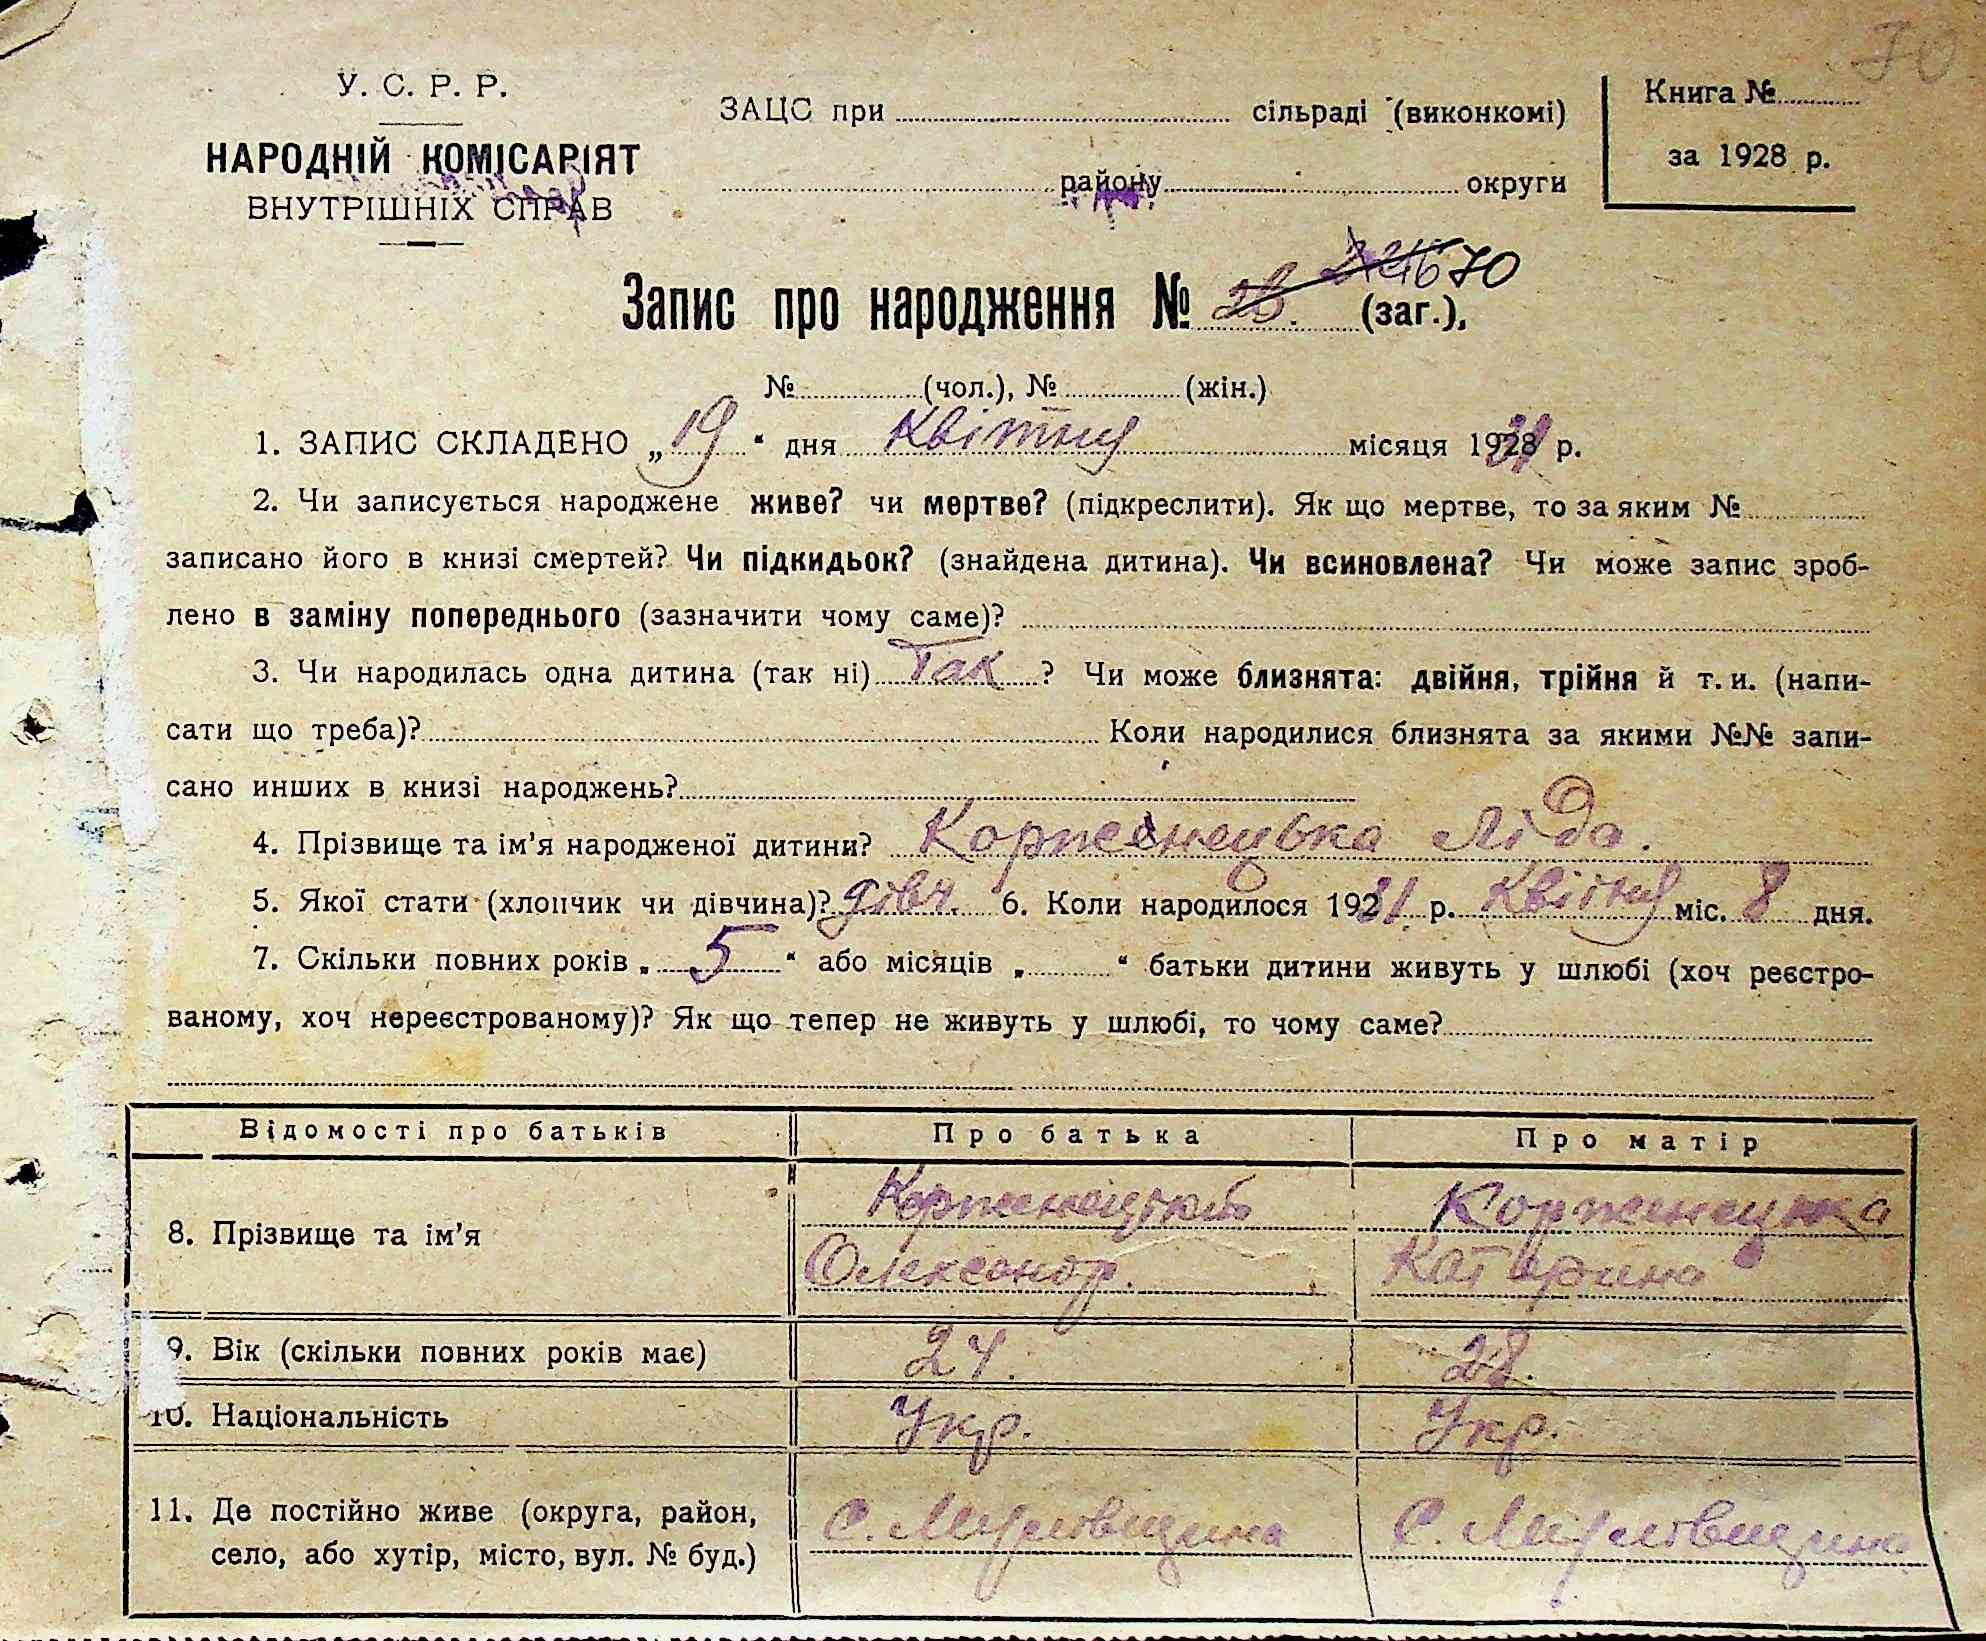 70
У. С. Р. Р.
НАРОДНІЙ КОМІСАРІЯТ
ВНУТРІШНІХ СПРАВ
ЗАЦС при сільраді (виконкомі)
району округи
Книга №
за 1928 р.
Запис про народження № 70 (заг.),
№ (чол.), № (жін.)
1. ЗАПИС СКЛАДЕНО „19“ дня Квітня місяця 1931 р.
2. Чи записується народжене живе? чи мертве? (підкреслити). Як що мертве, то за яким №
записано його в книзі смертей? Чи підкидьок? (знайдена дитина). Чи всиновлена? Чи може запис зроб-
лено в заміну попереднього (зазначити чому саме)?
3. Чи народилась одна дитина (так ні) Так ? Чи може близнята: двійня, трійня й т. и. (напи-
сати що треба)? Коли народилися близнята за якими №№ запи-
сано инших в книзі народжень?
4. Прізвище та ім'я народженої дитини? Корженецька Ліда.
5. Якої стати (хлопчик чи дівчина)? дівч. 6. Коли народилося 1931 р. Квітня міс. 8 дня.
7. Скільки повних років „5“ або місяців „ “ батьки дитини живуть у шлюбі (хоч реєстро-
ваному, хоч нереєстрованому)? Як що тепер не живуть у шлюбі, то чому саме?
Відомості про батьків Про батька Про матір
8. Прізвище та ім'я
Корженецький Корженецька
Олександр. Катерина
9. Вік (скільки повних років має) 24. 28.
10. Національність Укр. Укр.
11. Де постійно живе (округа, район,
село, або хутір, місто, вул. № буд.)
С. С.